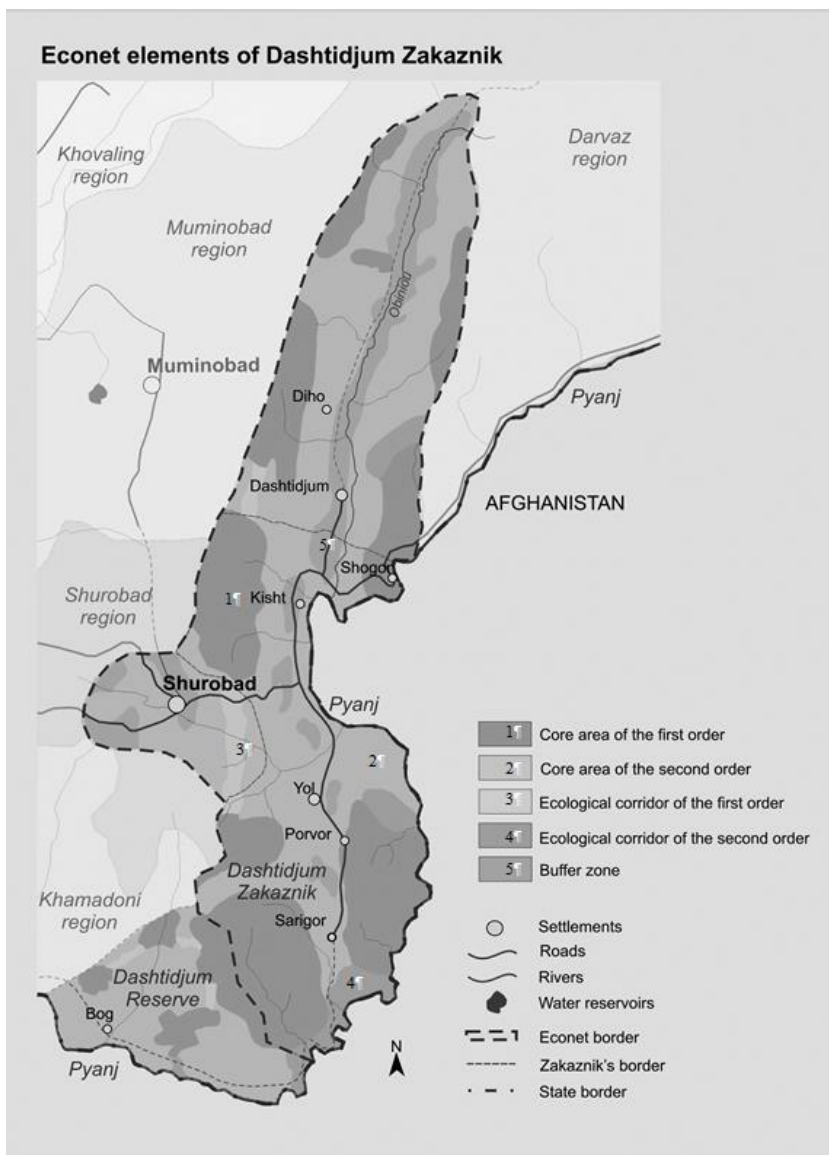 Econet elements of Dashtidjum Zakaznik
Khovaling
region
Darvaz
region
Muminobad
region
Obiniou
Muminobad
Diho
Pyanj
Dashtidjum
AFGHANISTAN
5¶
Shogon
Shurobad
region
1¶
Kisht
Shurobad
Pyanj
3¶
2¶
Yol
Porvor
Dashtidjum
Zakaznik
Khamadoni
region
Sarigor
Dashtidjum
Reserve
4¶
Bog
Pyanj
N
1¶ Core area of the first order
2¶ Core area of the second order
3¶ Ecological corridor of the first order
4¶ Ecological corridor of the second order
5¶ Buffer zone
Settlements
Roads
Rivers
Water reservoirs
Econet border
Zakaznik's border
State border